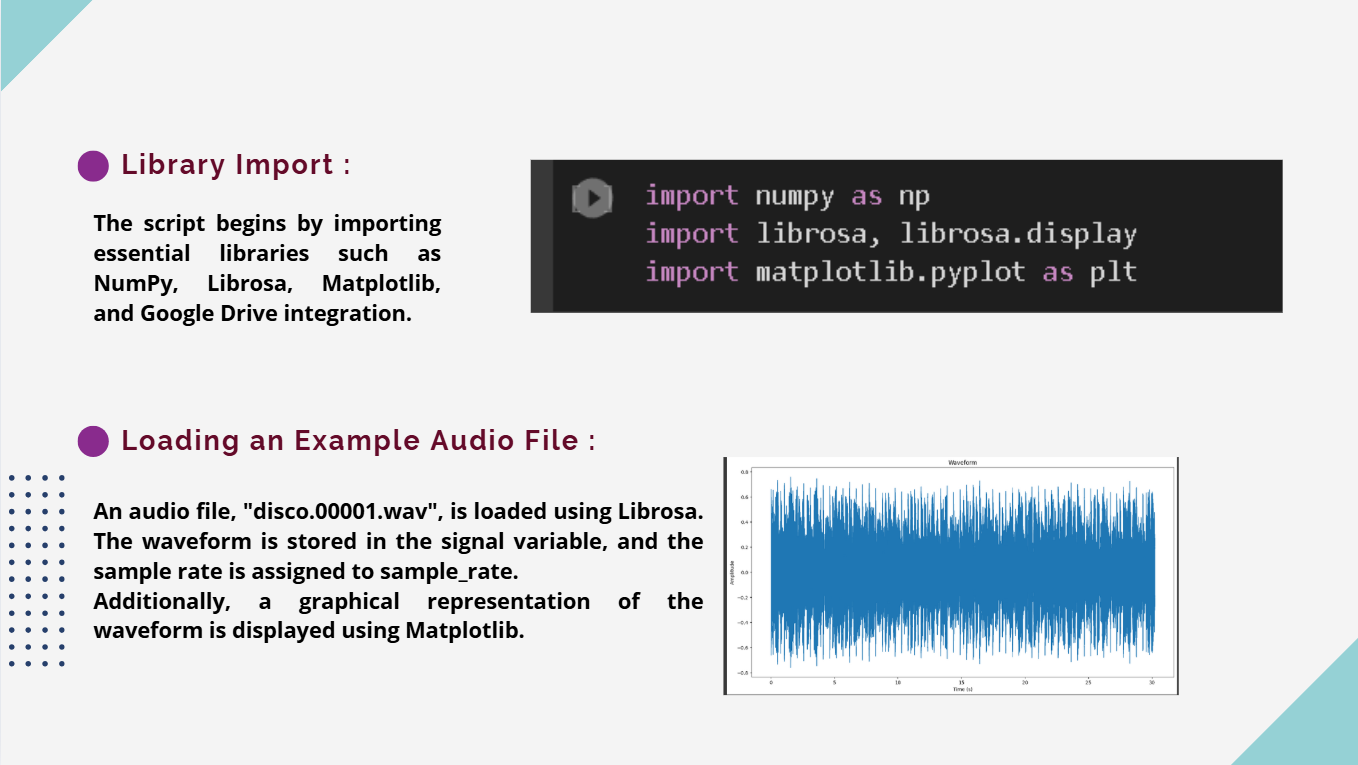 Library Import :
The script begins by importing
essential libraries such as
NumPy, Librosa, Matplotlib,
and Google Drive integration.
import numpy as np
import librosa, librosa.display
import matplotlib.pyplot as plt
Loading an Example Audio File :
An audio file, "disco.00001.wav", is loaded using Librosa.
The waveform is stored in the signal variable, and the
sample rate is assigned to sample_rate.
Additionally, a graphical representation of the
waveform is displayed using Matplotlib.
Waveform
Amplitude
0.8
0.6
0.4
0.2
0.0
−0.2
−0.4
−0.6
−0.8
0 5 10 15 20 25 30
Time (s)